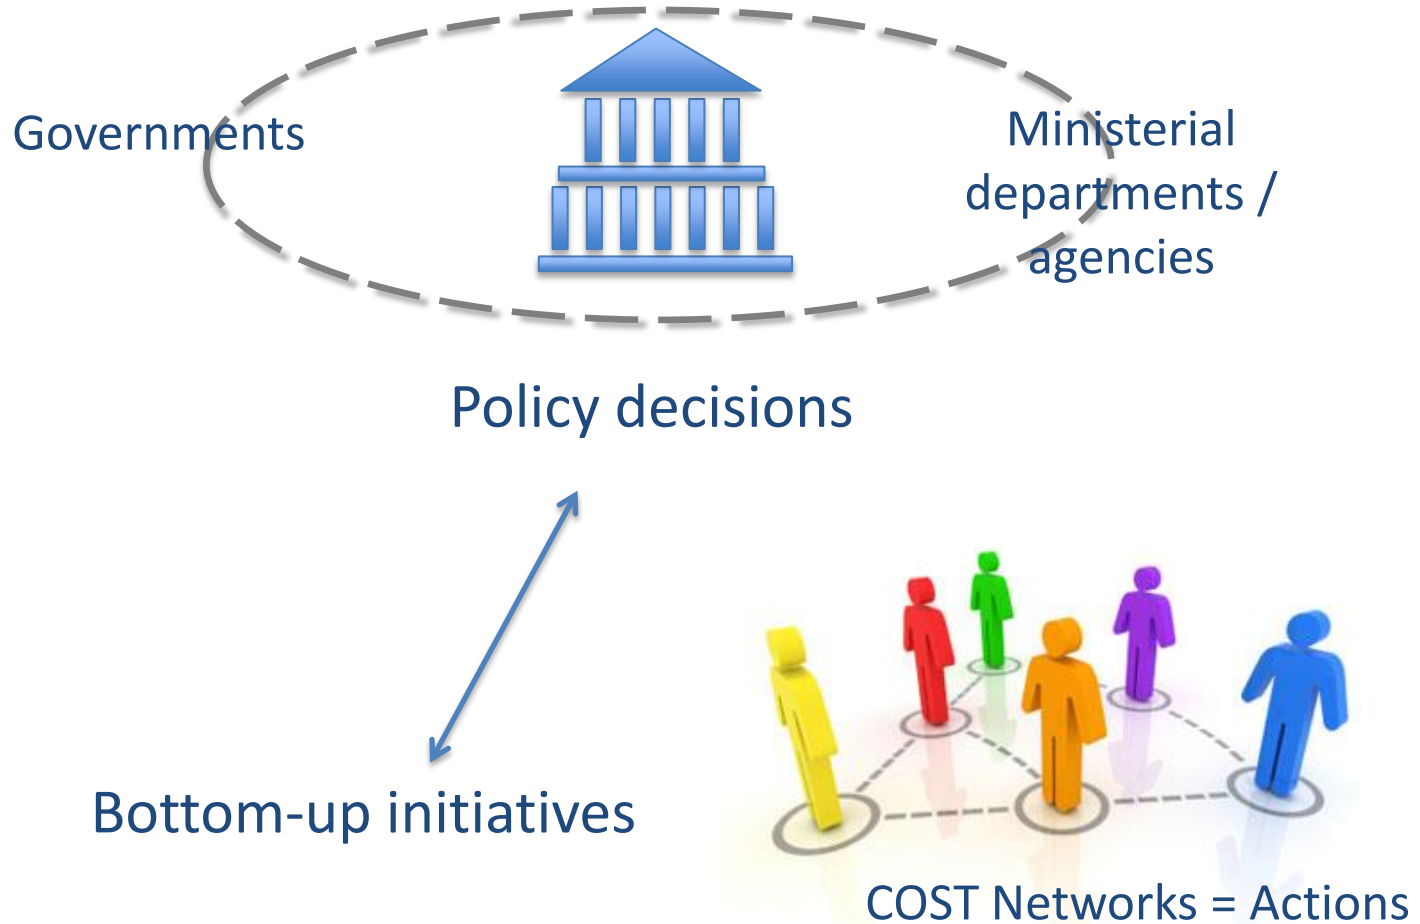 Governments
Ministerial
departments /
agencies
Policy decisions
Bottom-up initiatives
COST Networks = Actions